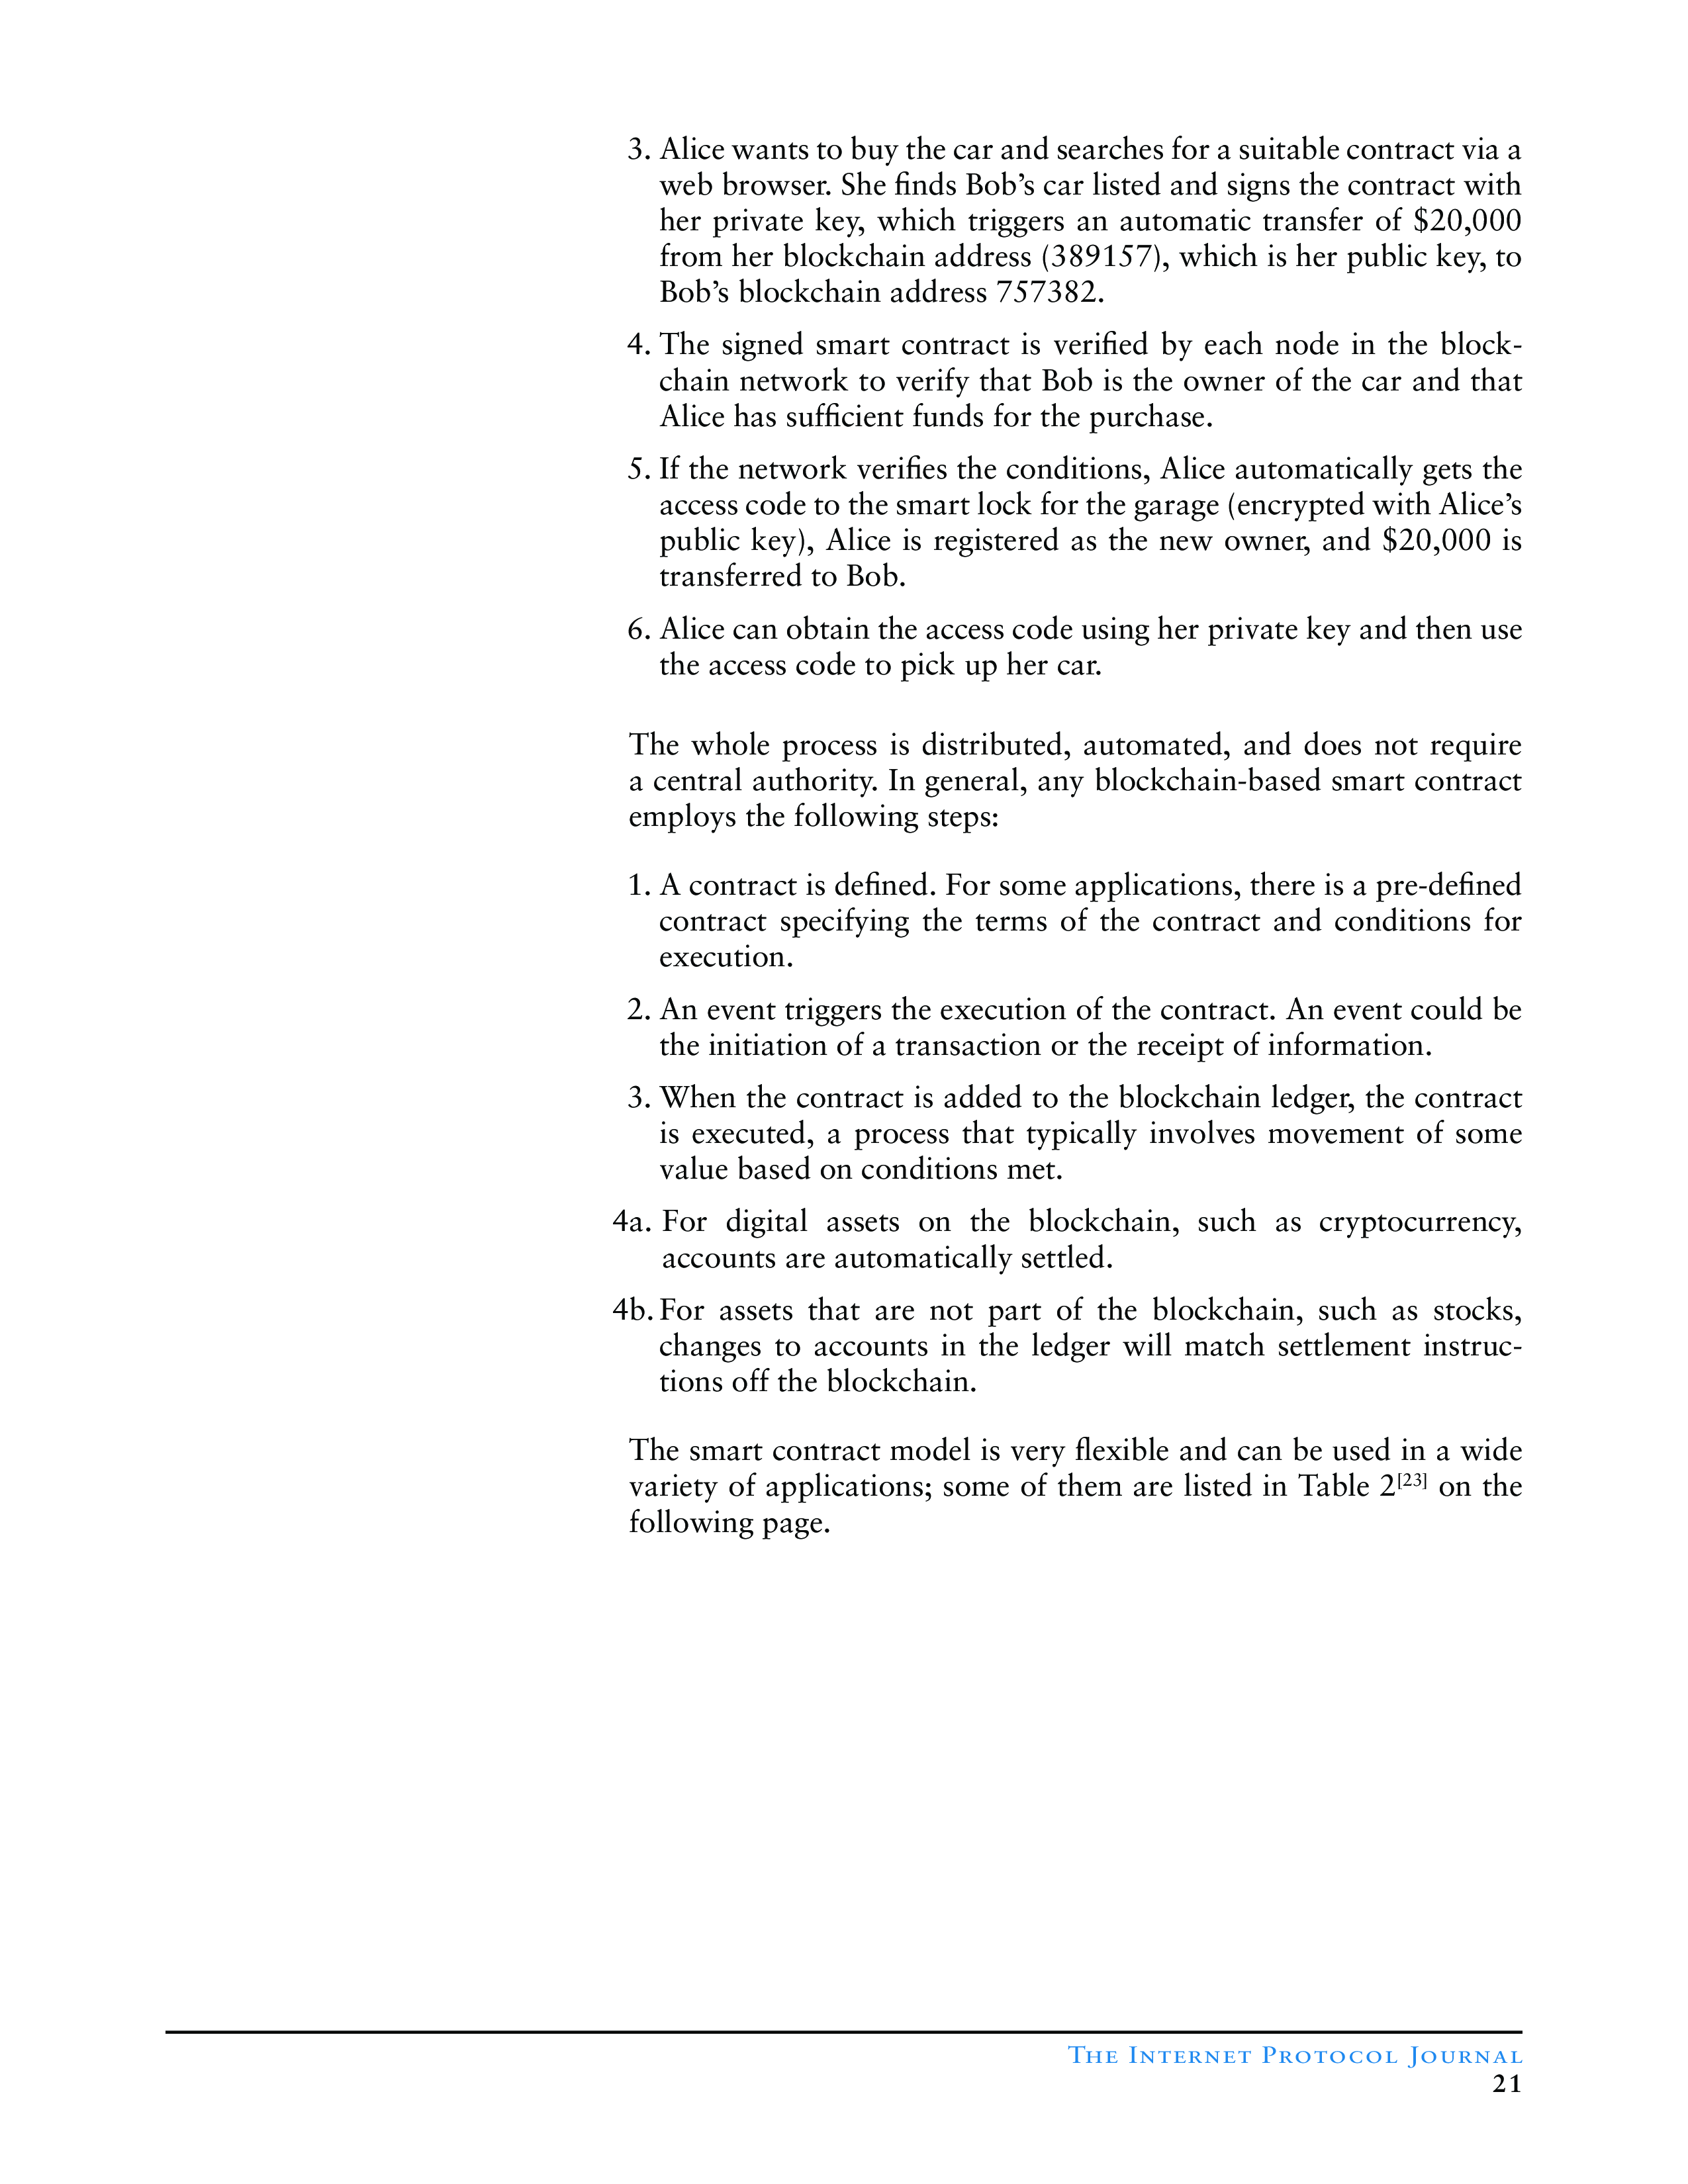 3. Alice wants to buy the car and searches for a suitable contract via a
web browser. She finds Bob’s car listed and signs the contract with
her private key, which triggers an automatic transfer of $20,000
from her blockchain address (389157), which is her public key, to
Bob’s blockchain address 757382.
4. The signed smart contract is verified by each node in the block-
chain network to verify that Bob is the owner of the car and that
Alice has sufficient funds for the purchase.
5. If the network verifies the conditions, Alice automatically gets the
access code to the smart lock for the garage (encrypted with Alice’s
public key), Alice is registered as the new owner, and $20,000 is
transferred to Bob.
6. Alice can obtain the access code using her private key and then use
the access code to pick up her car.
The whole process is distributed, automated, and does not require
a central authority. In general, any blockchain-based smart contract
employs the following steps:
1. A contract is defined. For some applications, there is a pre-defined
contract specifying the terms of the contract and conditions for
execution.
2. An event triggers the execution of the contract. An event could be
the initiation of a transaction or the receipt of information.
3. When the contract is added to the blockchain ledger, the contract
is executed, a process that typically involves movement of some
value based on conditions met.
4a. For digital assets on the blockchain, such as cryptocurrency,
accounts are automatically settled.
4b. For assets that are not part of the blockchain, such as stocks,
changes to accounts in the ledger will match settlement instruc-
tions off the blockchain.
The smart contract model is very flexible and can be used in a wide
variety of applications; some of them are listed in Table 2[23] on the
following page.
The Internet Protocol Journal
21